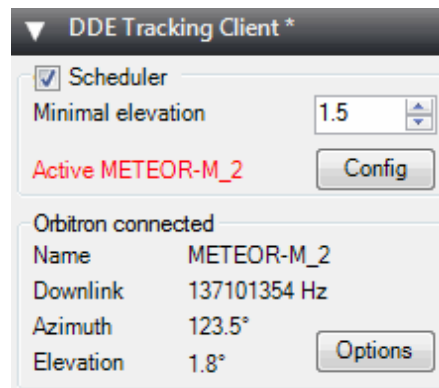 DDE Tracking Client *
Scheduler
Minimal elevation 1.5
Active METEOR-M_2 Config
Orbitron connected
Name METEOR-M_2
Downlink 137101354 Hz
Azimuth 123.5°
Elevation 1.8° Options